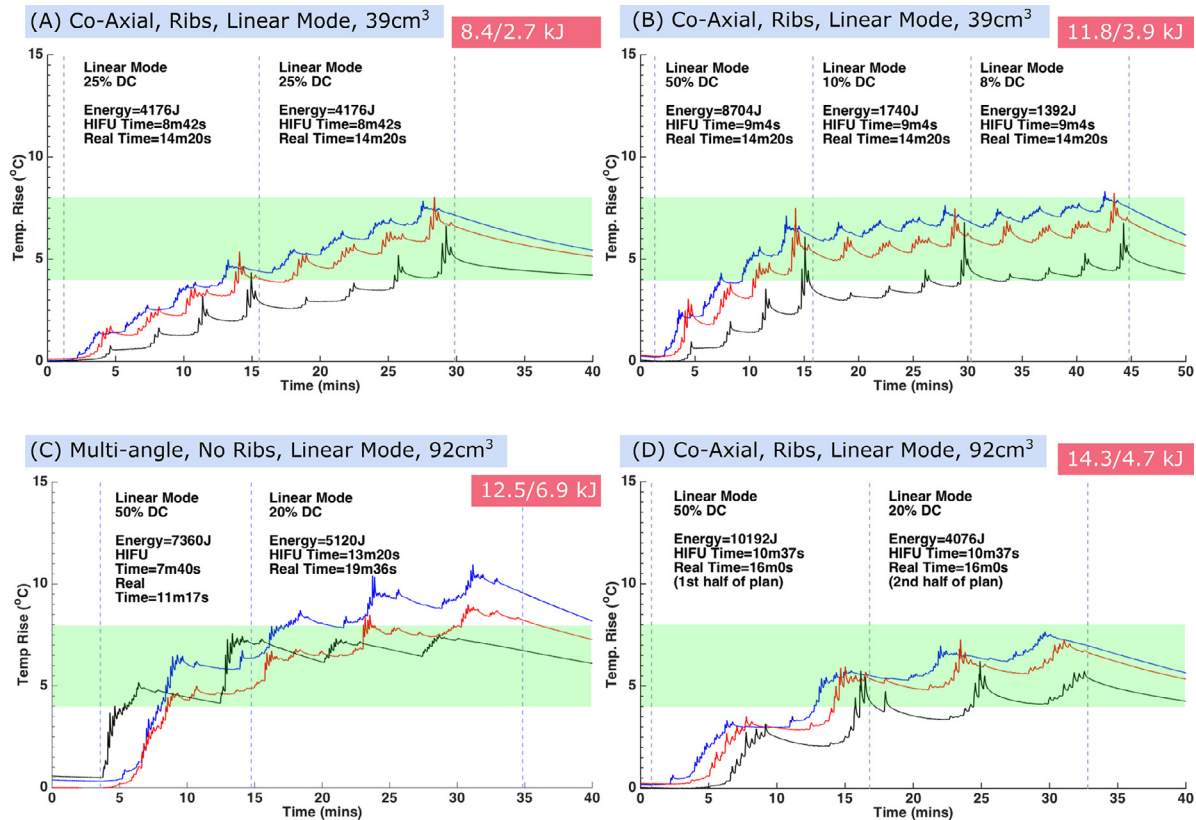 (A) Co-Axial, Ribs, Linear Mode, 39cm³
8.4/2.7 kJ
Linear Mode
25% DC
Energy=4176J
HIFU Time=8m42s
Real Time=14m20s
Linear Mode
25% DC
Energy=4176J
HIFU Time=8m42s
Real Time=14m20s
Temp. Rise (°C)
15
10
5
0
0 5 10 15 20 25 30 35 40
Time (mins)
(B) Co-Axial, Ribs, Linear Mode, 39cm³
11.8/3.9 kJ
Linear Mode
50% DC
Energy=8704J
HIFU Time=9m4s
Real Time=14m20s
Linear Mode
10% DC
Energy=1740J
HIFU Time=9m4s
Real Time=14m20s
Linear Mode
8% DC
Energy=1392J
HIFU Time=9m4s
Real Time=14m20s
Temp. Rise (°C)
15
10
5
0
0 5 10 15 20 25 30 35 40 45 50
Time (mins)
(C) Multi-angle, No Ribs, Linear Mode, 92cm³
12.5/6.9 kJ
Linear Mode
50% DC
Energy=7360J
HIFU
Time=7m40s
Real
Time=11m17s
Linear Mode
20% DC
Energy=5120J
HIFU Time=13m20s
Real Time=19m36s
Temp Rise (°C)
15
10
5
0
0 5 10 15 20 25 30 35 40
Time (mins)
(D) Co-Axial, Ribs, Linear Mode, 92cm³
14.3/4.7 kJ
Linear Mode
50% DC
Energy=10192J
HIFU Time=10m37s
Real Time=16m0s
(1st half of plan)
Linear Mode
20% DC
Energy=4076J
HIFU Time=10m37s
Real Time=16m0s
(2nd half of plan)
Temp Rise (°C)
15
10
5
0
0 5 10 15 20 25 30 35 40
Time (mins)